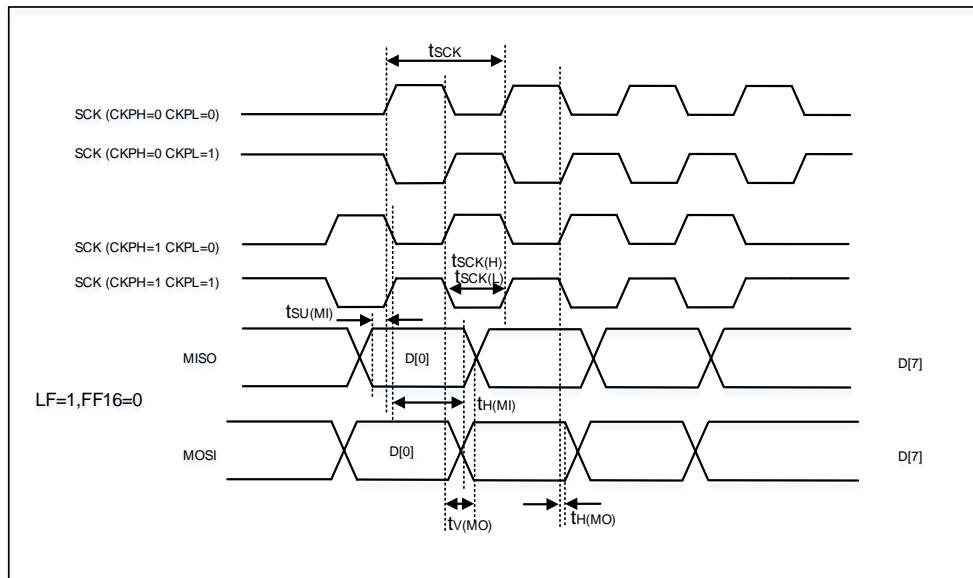 tSCK
SCK (CKPH=0 CKPL=0)
SCK (CKPH=0 CKPL=1)
SCK (CKPH=1 CKPL=0)
tSCK(H)
SCK (CKPH=1 CKPL=1)
tSCK(L)
tSU(MI)
MISO
D[0]
D[7]
LF=1,FF16=0
tH(MI)
MOSI
D[0]
D[7]
tV(MO)
tH(MO)